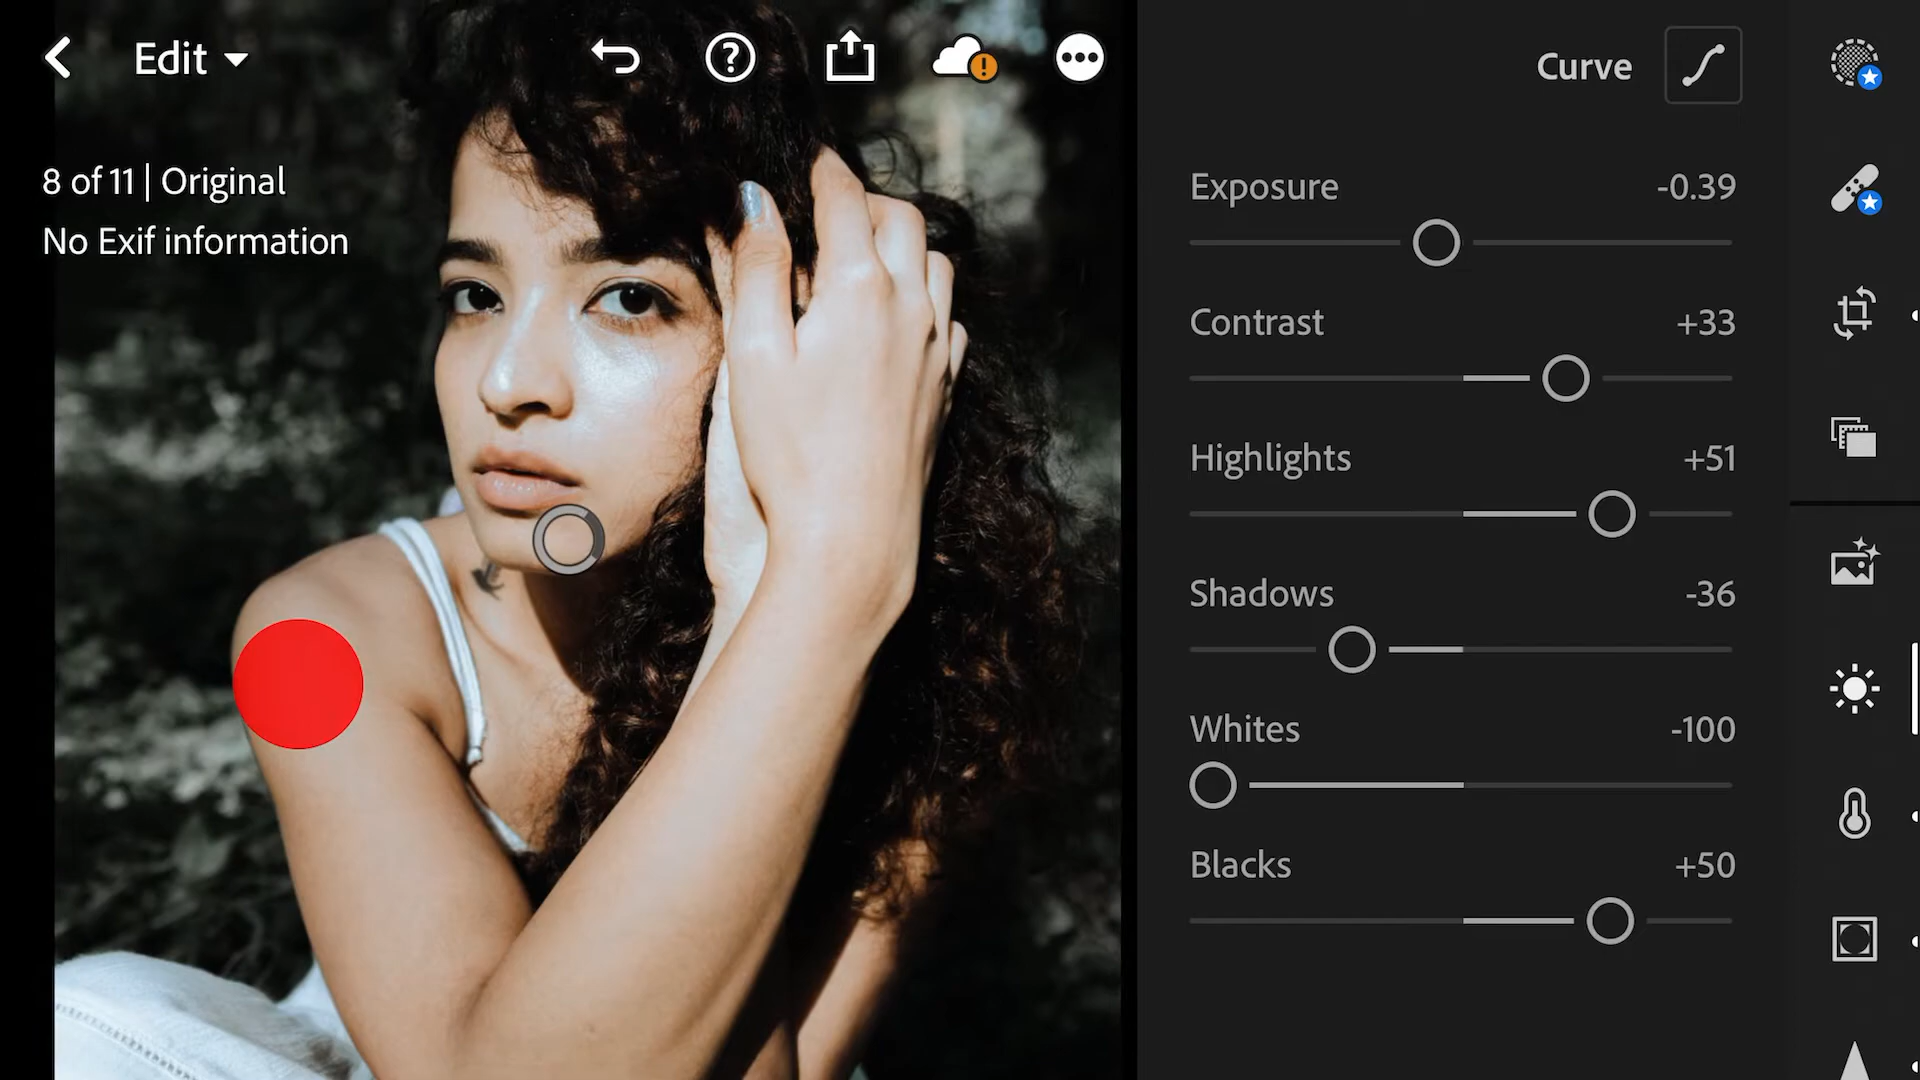 Edit
8 of 11 | Original
No Exif information
Curve
Exposure -0.39
Contrast +33
Highlights +51
Shadows -36
Whites -100
Blacks +50